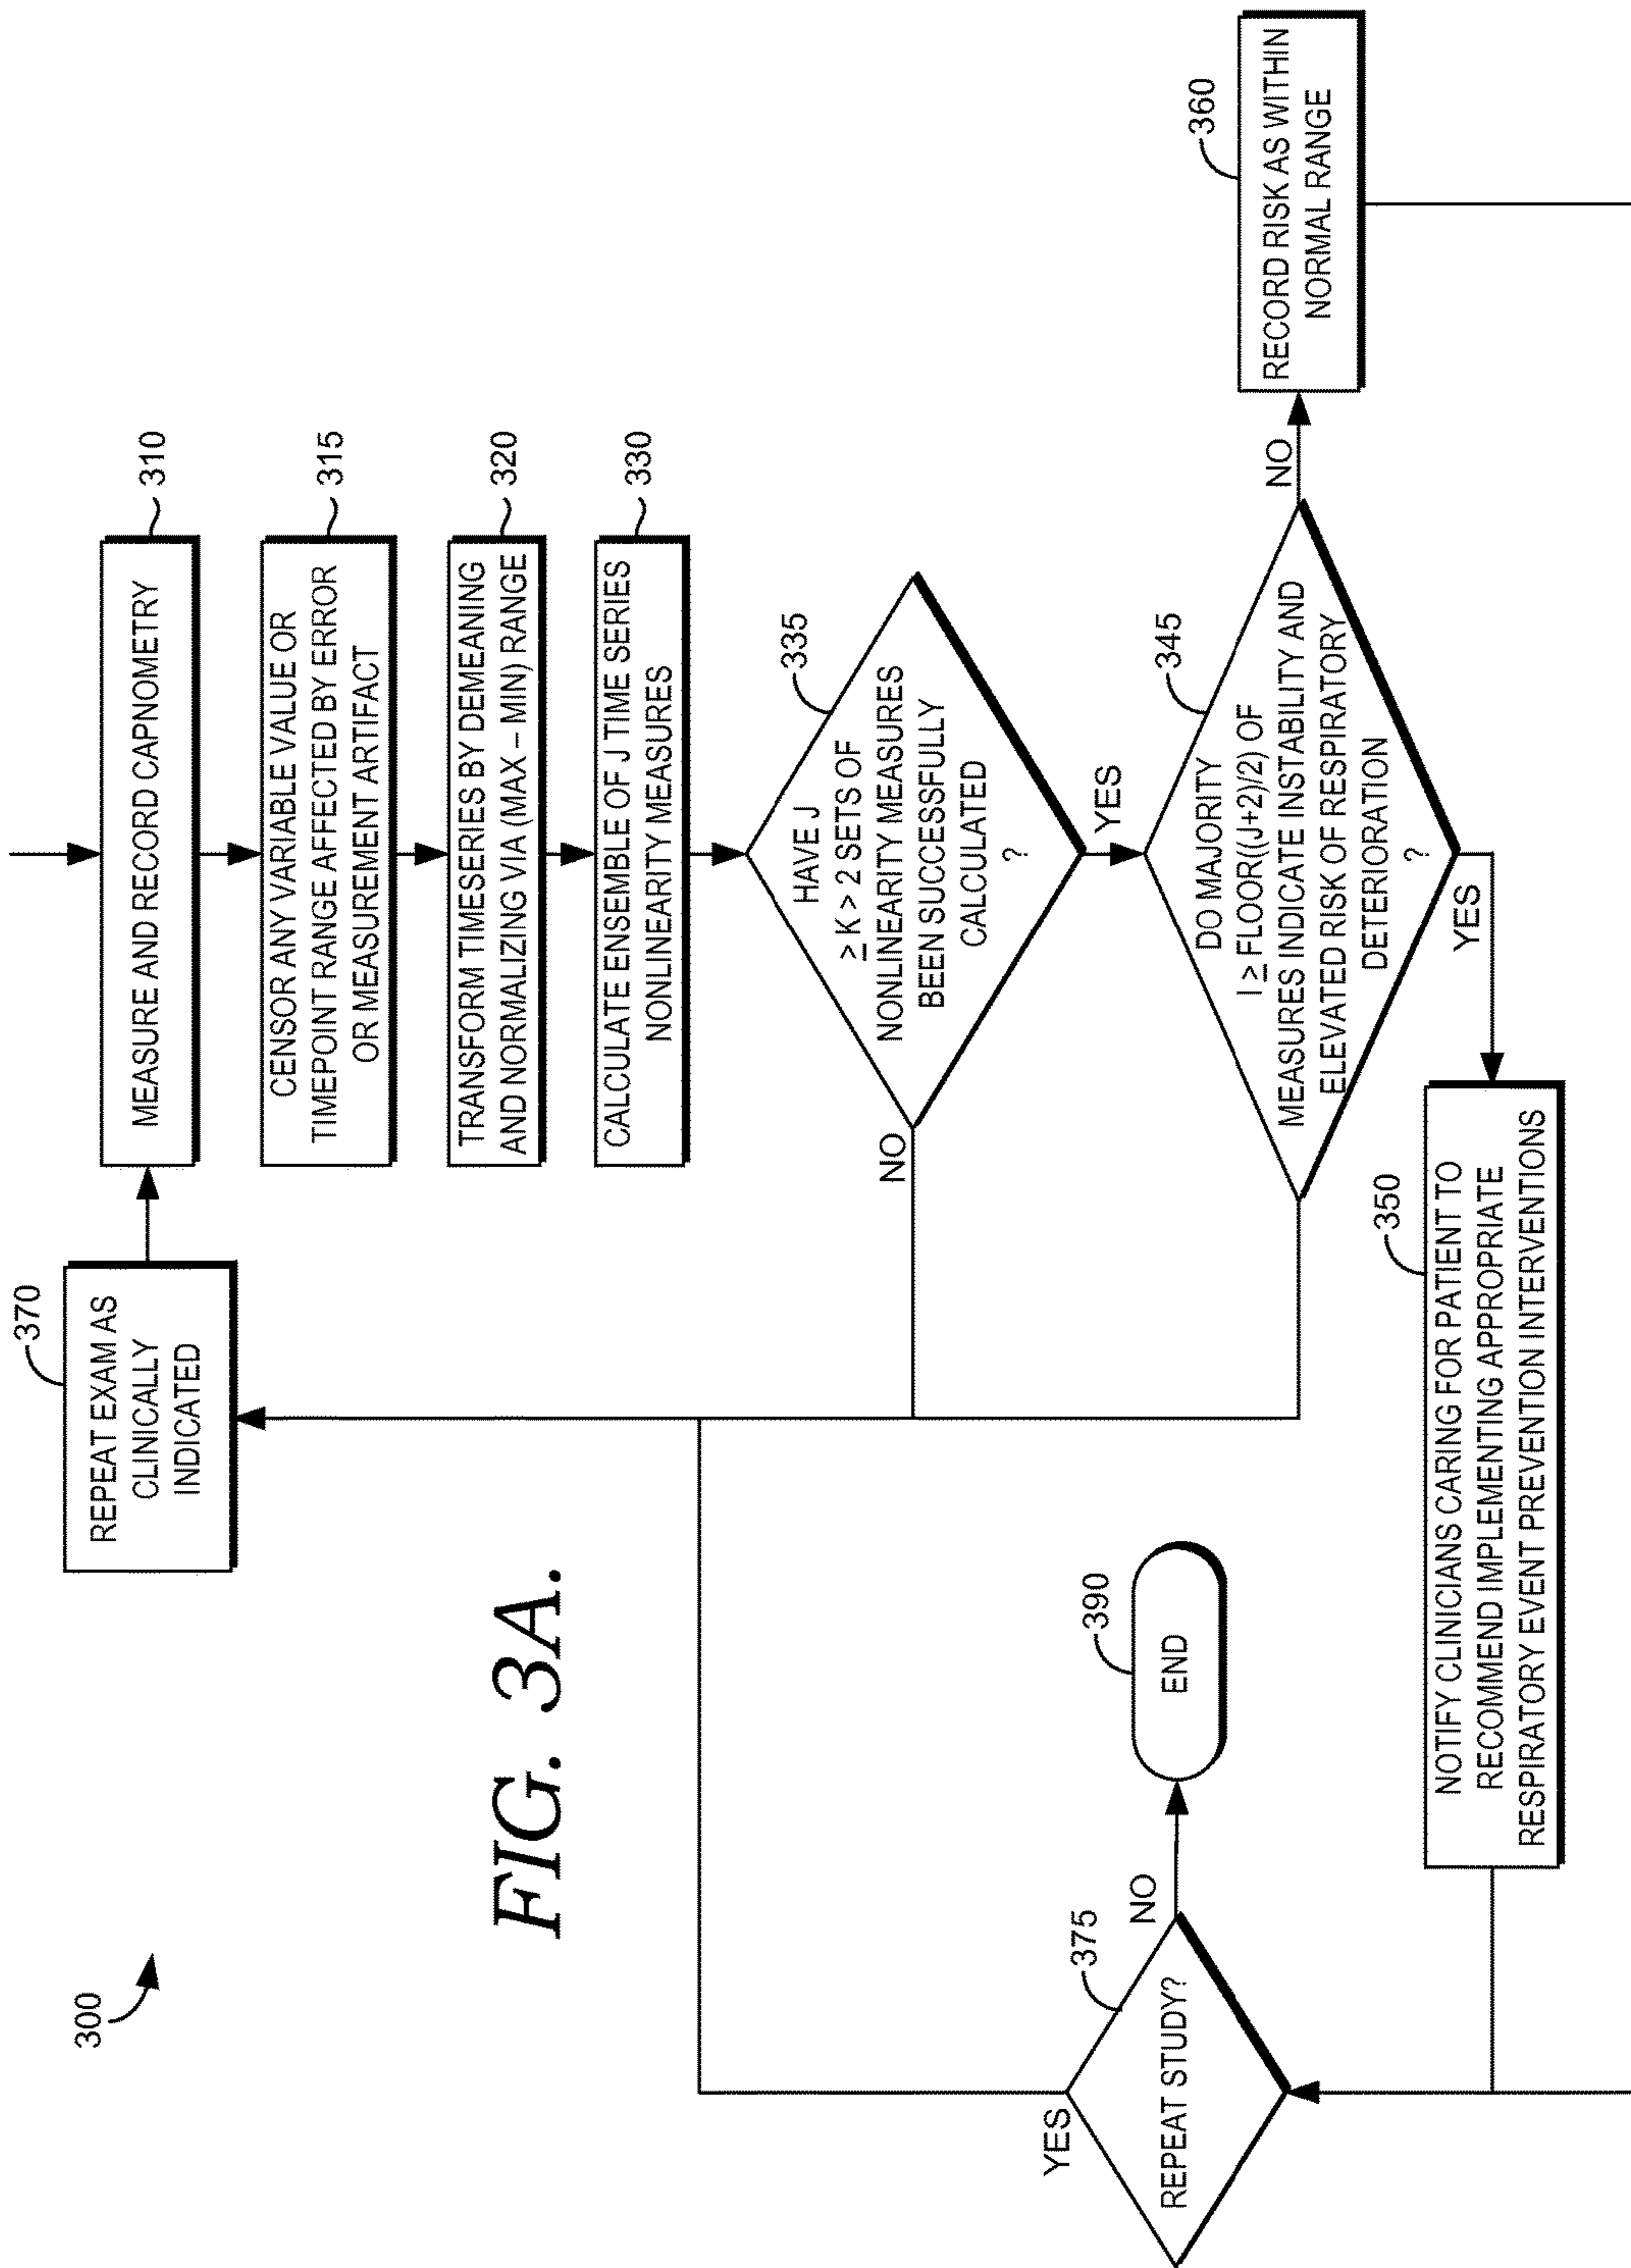 300
370
REPEAT EXAM AS
CLINICALLY
INDICATED
MEASURE AND RECORD CAPNOMETRY
310
CENSOR ANY VARIABLE VALUE OR
TIMEPOINT RANGE AFFECTED BY ERROR
OR MEASUREMENT ARTIFACT
315
TRANSFORM TIMESERIES BY DEMEANING
AND NORMALIZING VIA (MAX – MIN) RANGE
320
CALCULATE ENSEMBLE OF J TIME SERIES
NONLINEARITY MEASURES
330
335
HAVE J
≥ K > 2 SETS OF
NONLINEARITY MEASURES
BEEN SUCCESSFULLY
CALCULATED
?
NO
YES
345
DO MAJORITY
I ≥ FLOOR((J+2)/2) OF
MEASURES INDICATE INSTABILITY AND
ELEVATED RISK OF RESPIRATORY
DETERIORATION
?
NO
YES
360
RECORD RISK AS WITHIN
NORMAL RANGE
350
NOTIFY CLINICIANS CARING FOR PATIENT TO
RECOMMEND IMPLEMENTING APPROPRIATE
RESPIRATORY EVENT PREVENTION INTERVENTIONS
375
REPEAT STUDY?
YES
NO
390
END
FIG. 3A.